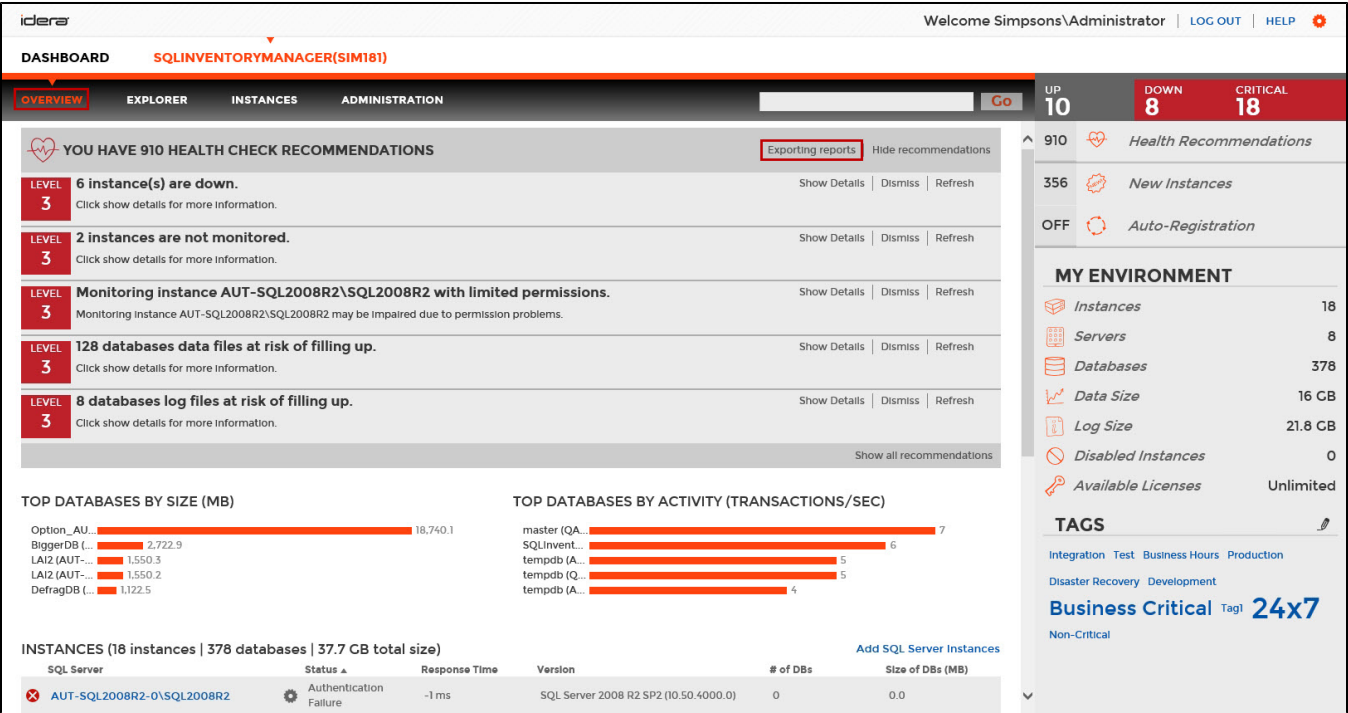 idera
Welcome Simpsons\Administrator | LOG OUT | HELP
DASHBOARD SQLINVENTORYMANAGER(SIM181)
OVERVIEW EXPLORER INSTANCES ADMINISTRATION Go
UP 10 DOWN 8 CRITICAL 18
YOU HAVE 910 HEALTH CHECK RECOMMENDATIONS Exporting reports Hide recommendations
LEVEL 3
6 instance(s) are down. Show Details | Dismiss | Refresh
Click show details for more information.
LEVEL 3
2 instances are not monitored. Show Details | Dismiss | Refresh
Click show details for more information.
LEVEL 3
Monitoring instance AUT-SQL2008R2\SQL2008R2 with limited permissions. Show Details | Dismiss | Refresh
Monitoring instance AUT-SQL2008R2\SQL2008R2 may be impaired due to permission problems.
LEVEL 3
128 databases data files at risk of filling up. Show Details | Dismiss | Refresh
Click show details for more information.
LEVEL 3
8 databases log files at risk of filling up. Show Details | Dismiss | Refresh
Click show details for more information.
Show all recommendations
TOP DATABASES BY SIZE (MB)
Option_AU... 18,740.1
BiggerDB (... 2,722.9
LAI2 (AUT-... 1,550.3
LAI2 (AUT-... 1,550.2
DefragDB (... 1,122.5
TOP DATABASES BY ACTIVITY (TRANSACTIONS/SEC)
master (QA... 7
SQLInvent... 6
tempdb (A... 5
tempdb (Q... 5
tempdb (A... 4
INSTANCES (18 instances | 378 databases | 37.7 GB total size) Add SQL Server Instances
SQL Server Status Response Time Version # of DBs Size of DBs (MB)
AUT-SQL2008R2-0\SQL2008R2 Authentication Failure -1 ms SQL Server 2008 R2 SP2 (10.50.4000.0) 0 0.0
910 Health Recommendations
356 New Instances
OFF Auto-Registration
MY ENVIRONMENT
Instances 18
Servers 8
Databases 378
Data Size 16 GB
Log Size 21.8 GB
Disabled Instances 0
Available Licenses Unlimited
TAGS
Integration Test Business Hours Production
Disaster Recovery Development
Business Critical Tag1 24x7
Non-Critical